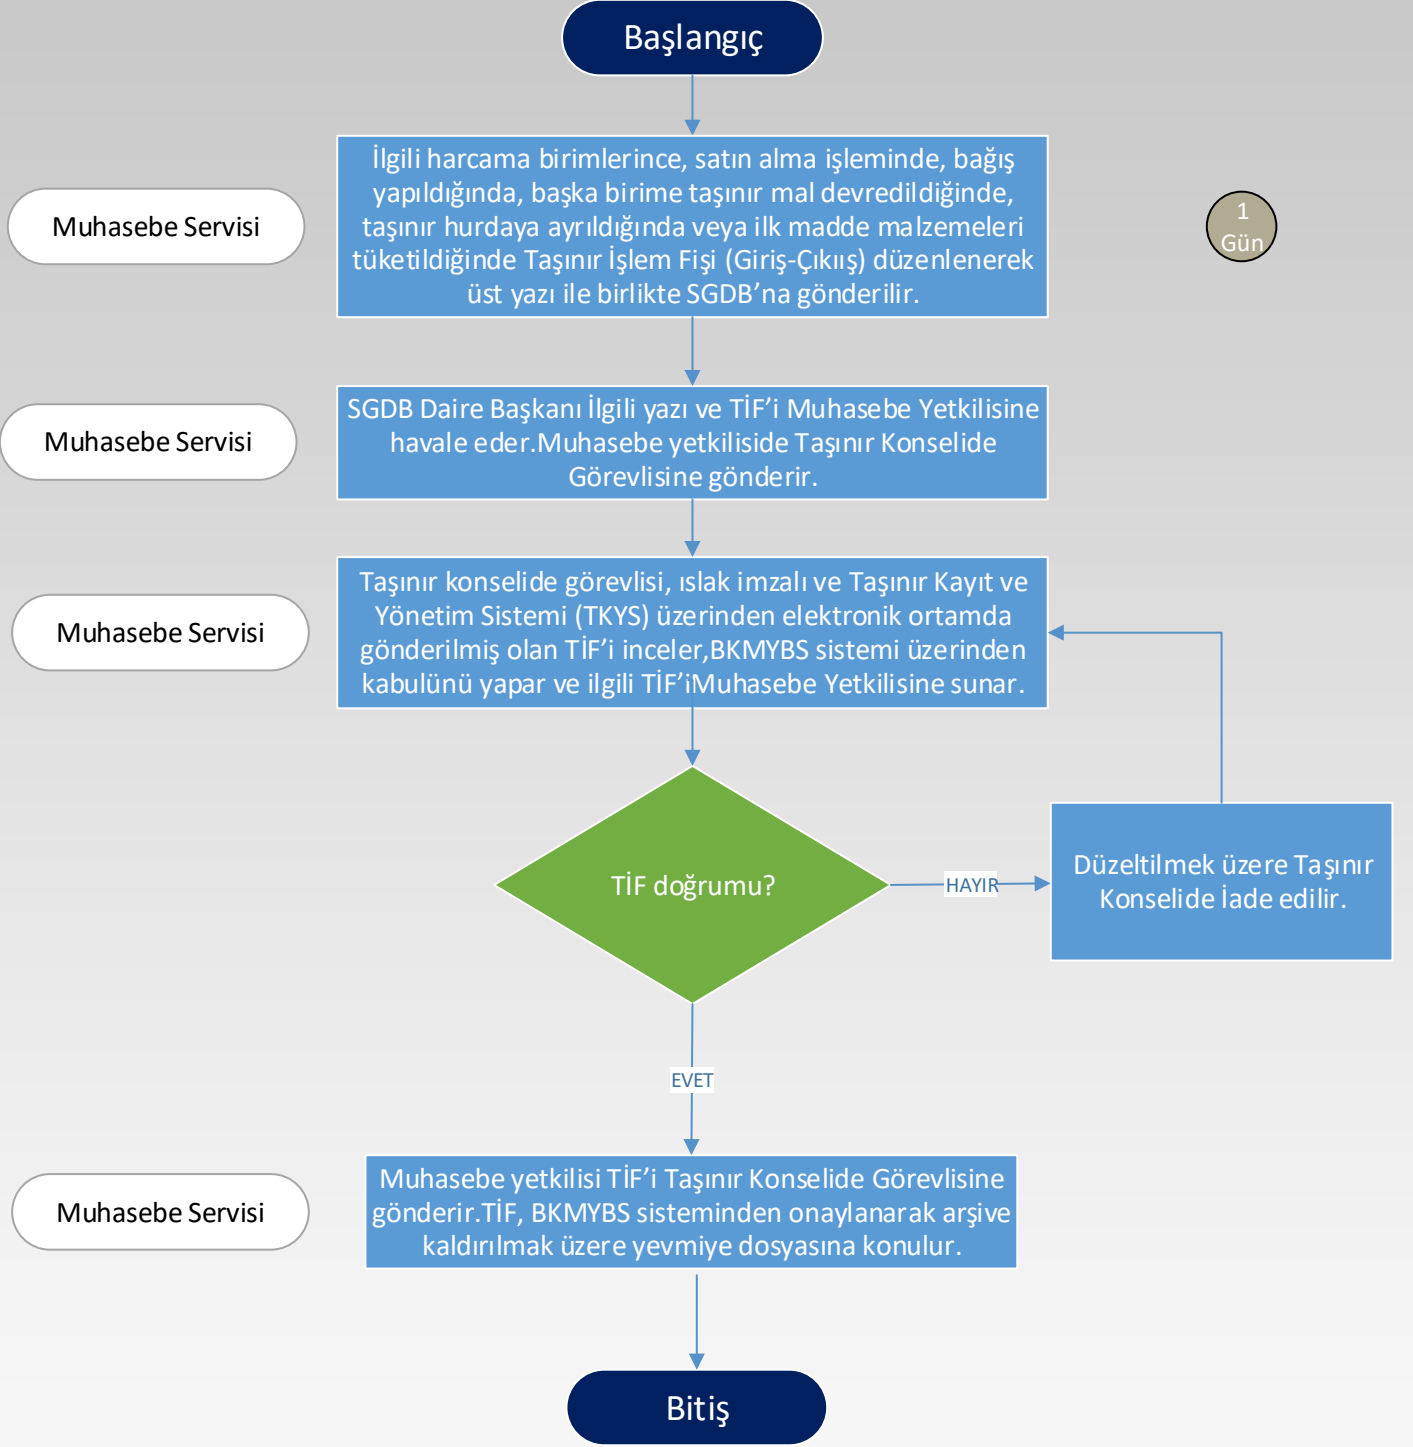 Başlangıç
Muhasebe Servisi
İlgili harcama birimlerince, satın alma işleminde, bağış
yapıldığında, başka birime taşınır mal devredildiğinde,
taşınır hurdaya ayrıldığında veya ilk madde malzemeleri
tüketildiğinde Taşınır İşlem Fişi (Giriş-Çıkıış) düzenlenerek
üst yazı ile birlikte SGDB’na gönderilir.
1
Gün
Muhasebe Servisi
SGDB Daire Başkanı İlgili yazı ve TİF’i Muhasebe Yetkilisine
havale eder.Muhasebe yetkiliside Taşınır Konselide
Görevlisine gönderir.
Muhasebe Servisi
Taşınır konselide görevlisi, ıslak imzalı ve Taşınır Kayıt ve
Yönetim Sistemi (TKYS) üzerinden elektronik ortamda
gönderilmiş olan TİF’i inceler,BKMYBS sistemi üzerinden
kabulünü yapar ve ilgili TİF’iMuhasebe Yetkilisine sunar.
TİF doğrumu?
HAYIR
Düzeltilmek üzere Taşınır
Konselide İade edilir.
EVET
Muhasebe Servisi
Muhasebe yetkilisi TİF’i Taşınır Konselide Görevlisine
gönderir.TİF, BKMYBS sisteminden onaylanarak arşive
kaldırılmak üzere yevmiye dosyasına konulur.
Bitiş